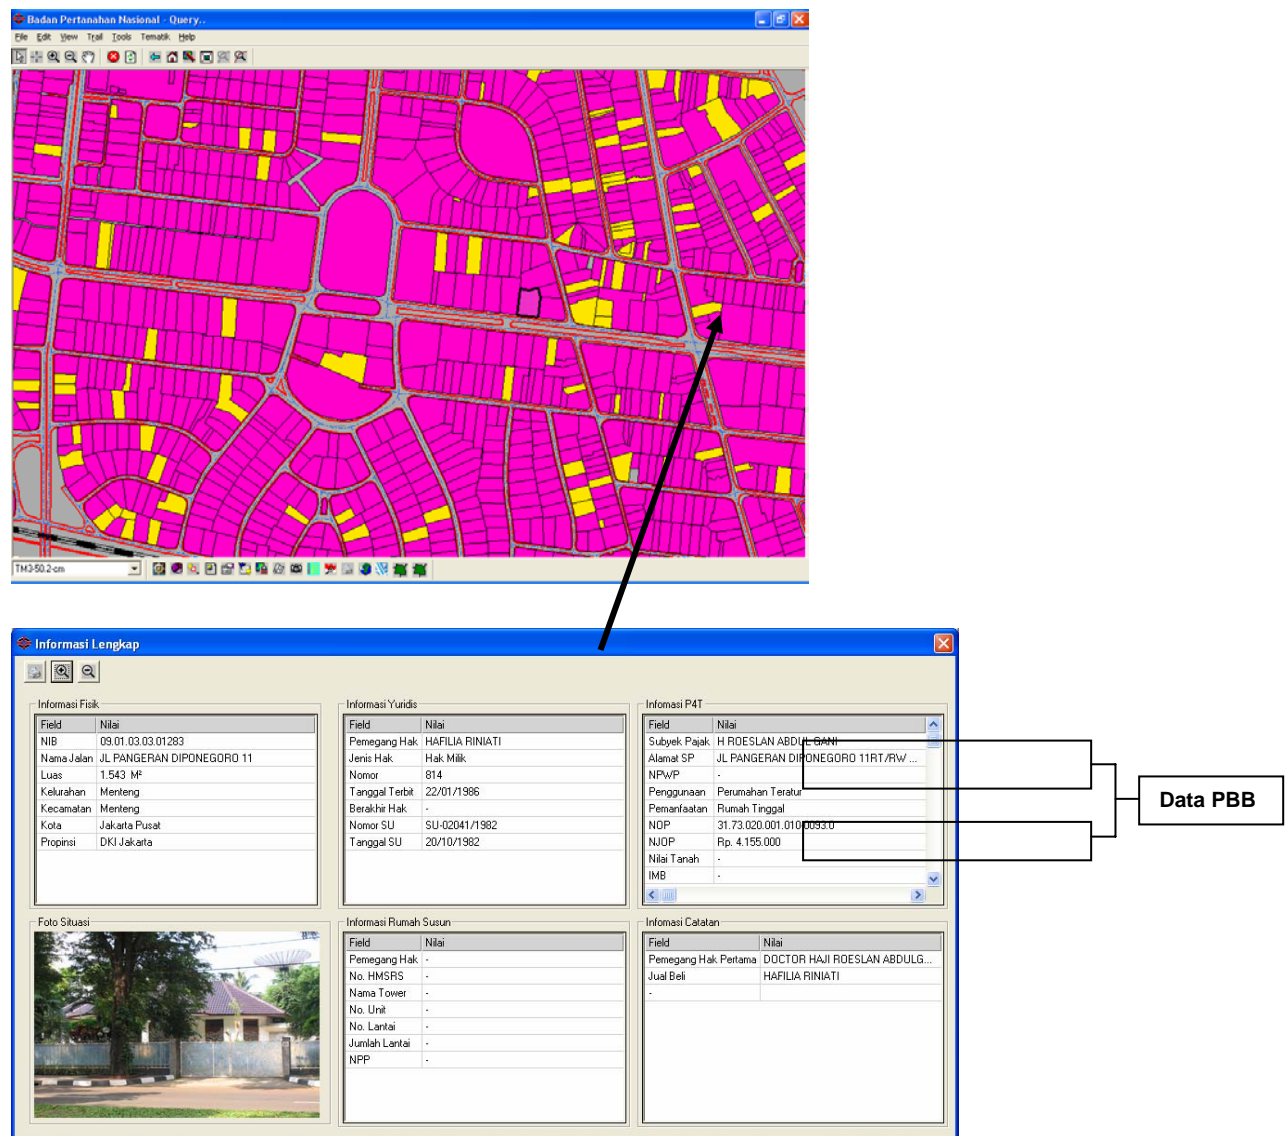 Badan Pertanahan Nasional - Query..
File Edit View Trail Tools Tematik Help
TM3-50.2-cm
Informasi Lengkap
Informasi Fisik
Field Nilai
NIB 09.01.03.03.01283
Nama Jalan JL PANGERAN DIPONEGORO 11
Luas 1.543 M²
Kelurahan Menteng
Kecamatan Menteng
Kota Jakarta Pusat
Propinsi DKI Jakarta
Informasi Yuridis
Field Nilai
Pemegang Hak HAFILIA RINIATI
Jenis Hak Hak Milik
Nomor 814
Tanggal Terbit 22/01/1986
Berakhir Hak -
Nomor SU SU-02041/1982
Tanggal SU 20/10/1982
Infomasi P4T
Field Nilai
Subyek Pajak H ROESLAN ABDUL GANI
Alamat SP JL PANGERAN DIPONEGORO 11RT/RW ...
NPWP -
Penggunaan Perumahan Teratur
Pemanfaatan Rumah Tinggal
NOP 31.73.020.001.010.0093.0
NJOP Rp. 4.155.000
Nilai Tanah -
IMB -
Data PBB
Foto Situasi
Informasi Rumah Susun
Field Nilai
Pemegang Hak -
No. HMSRS -
Nama Tower -
No. Unit -
No. Lantai -
Jumlah Lantai -
NPP -
Infomasi Catatan
Field Nilai
Pemegang Hak Pertama DOCTOR HAJI ROESLAN ABDULG...
Jual Beli HAFILIA RINIATI
-